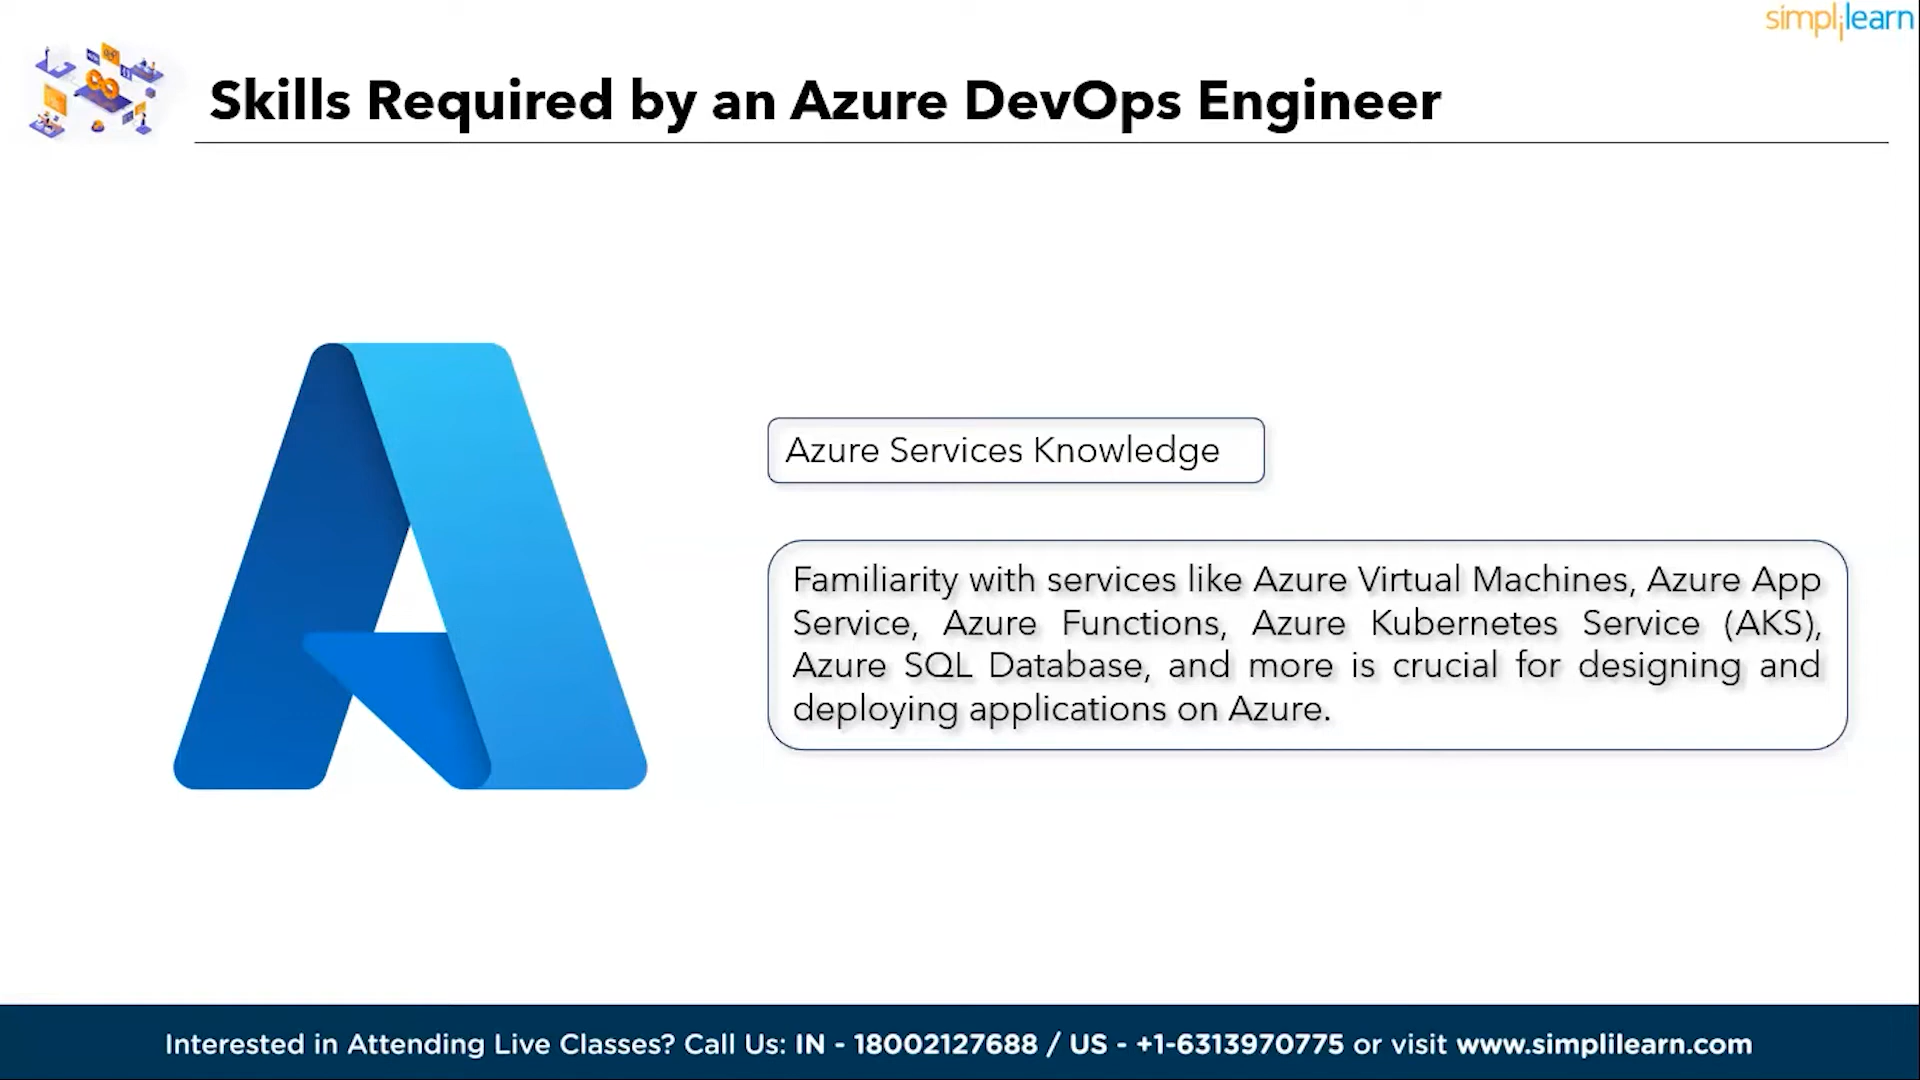 simplilearn
Skills Required by an Azure DevOps Engineer
Azure Services Knowledge
Familiarity with services like Azure Virtual Machines, Azure App
Service, Azure Functions, Azure Kubernetes Service (AKS),
Azure SQL Database, and more is crucial for designing and
deploying applications on Azure.
Interested in Attending Live Classes? Call Us: IN - 18002127688 / US - +1-6313970775 or visit www.simplilearn.com